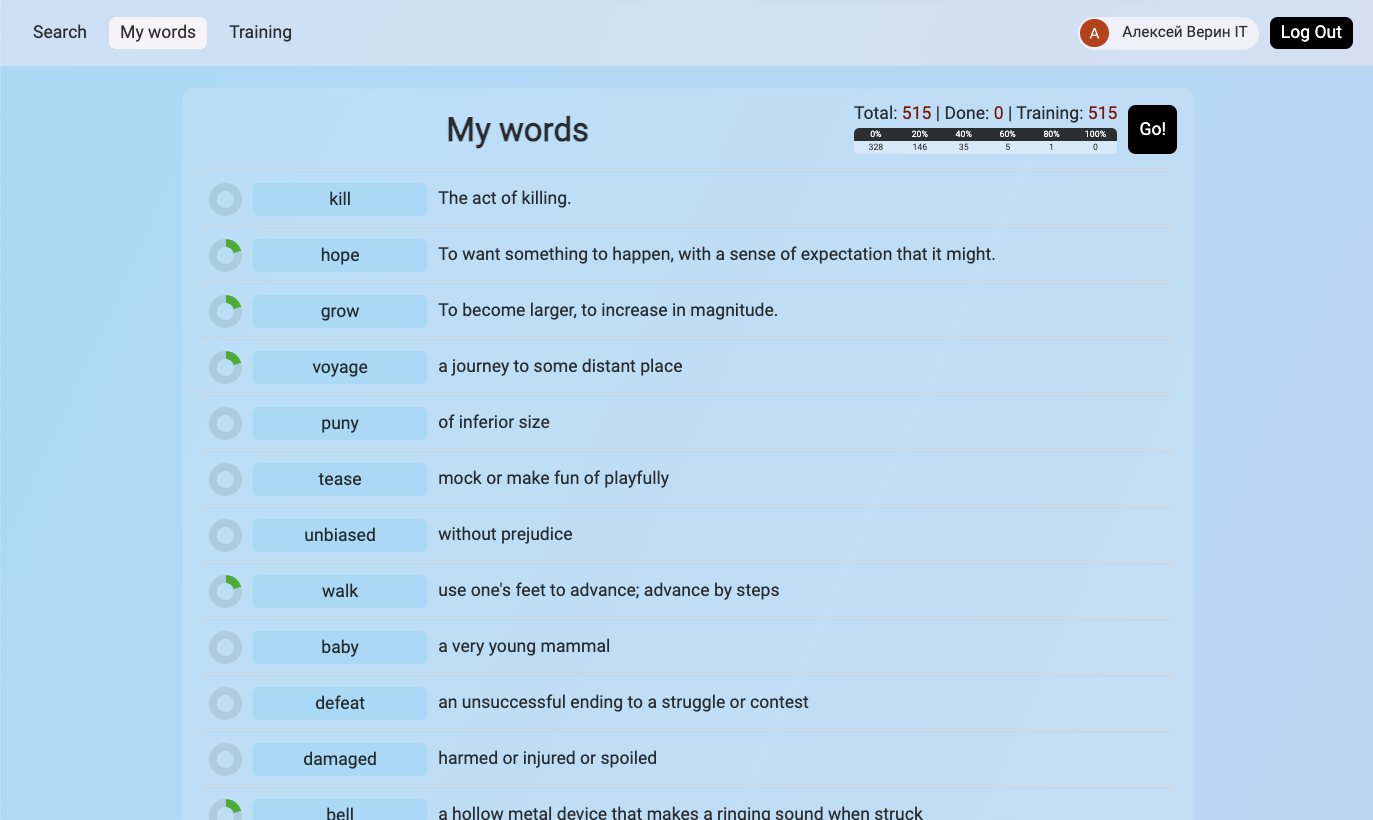 Search My words Training А Алексей Верин IT Log Out
My words
Total: 515 | Done: 0 | Training: 515
0% 20% 40% 60% 80% 100%
328 146 35 5 1 0
Go!
kill The act of killing.
hope To want something to happen, with a sense of expectation that it might.
grow To become larger, to increase in magnitude.
voyage a journey to some distant place
puny of inferior size
tease mock or make fun of playfully
unbiased without prejudice
walk use one's feet to advance; advance by steps
baby a very young mammal
defeat an unsuccessful ending to a struggle or contest
damaged harmed or injured or spoiled
bell a hollow metal device that makes a ringing sound when struck